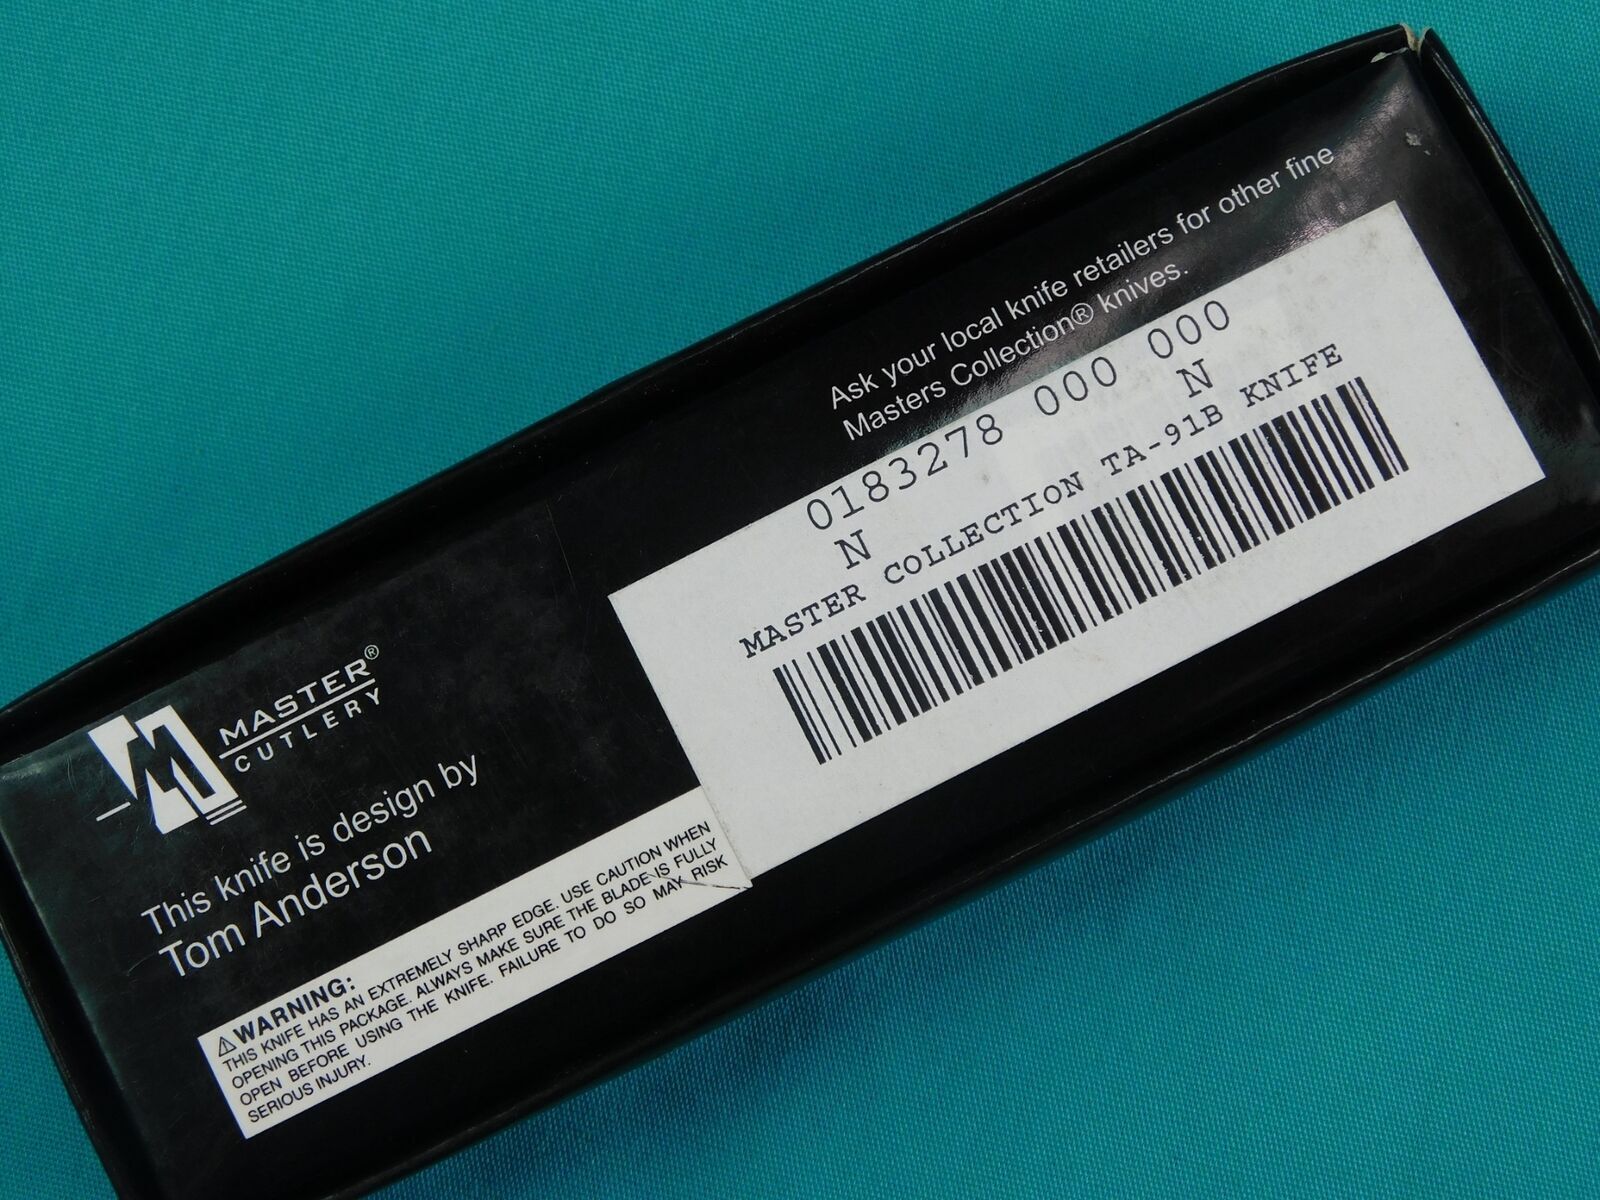 Ask your local knife retailers for other fine
Masters Collection® knives.
0183278 000 000
N N
MASTER COLLECTION TA-91B KNIFE
MASTER®
CUTLERY
This knife is design by
Tom Anderson
⚠WARNING:
THIS KNIFE HAS AN EXTREMELY SHARP EDGE. USE CAUTION WHEN
OPENING THIS PACKAGE. ALWAYS MAKE SURE THE BLADE IS FULLY
OPEN BEFORE USING THE KNIFE. FAILURE TO DO SO MAY RISK
SERIOUS INJURY.